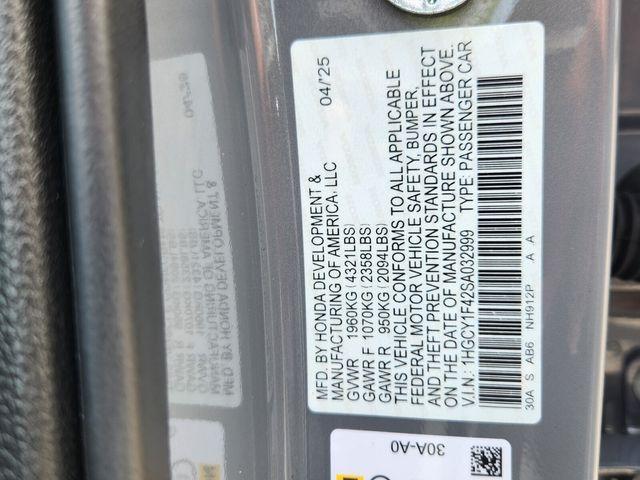 MFD. BY HONDA DEVELOPMENT & 04/'25
MANUFACTURING OF AMERICA, LLC
GVWR 1960KG(4321LBS)
GAWR F 1070KG(2358LBS)
GAWR R 950KG(2094LBS)
THIS VEHICLE CONFORMS TO ALL APPLICABLE
FEDERAL MOTOR VEHICLE SAFETY, BUMPER,
AND THEFT PREVENTION STANDARDS IN EFFECT
ON THE DATE OF MANUFACTURE SHOWN ABOVE.
V.I.N.: 1HGCY1F42SA032999 TYPE: PASSENGER CAR
30A S AB6 NH912P A A
30A-A0